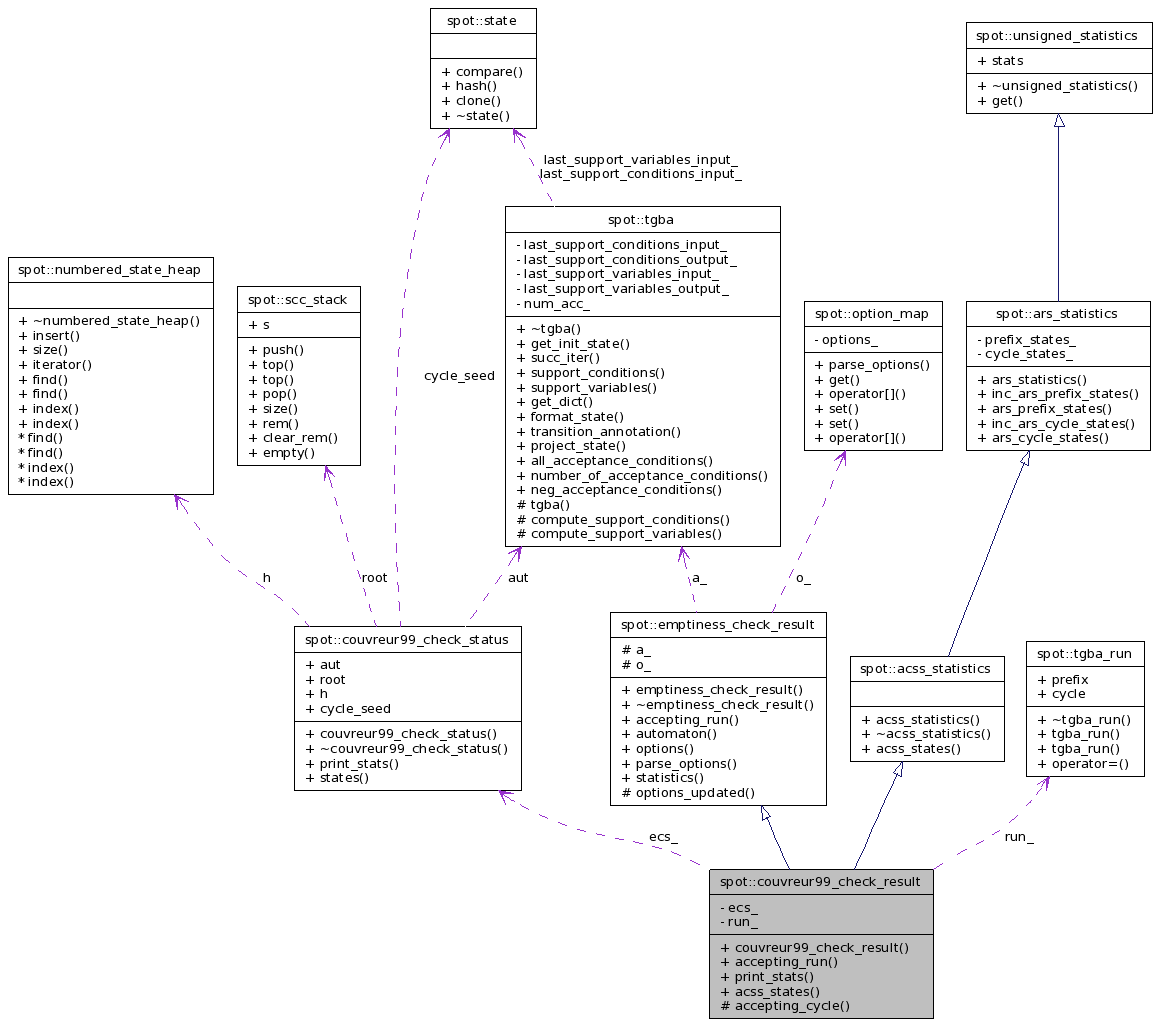 spot::state
+ compare()
+ hash()
+ clone()
+ ~state()
spot::unsigned_statistics
+ stats
+ ~unsigned_statistics()
+ get()
last_support_variables_input_
last_support_conditions_input_
spot::tgba
- last_support_conditions_input_
- last_support_conditions_output_
- last_support_variables_input_
- last_support_variables_output_
- num_acc_
+ ~tgba()
+ get_init_state()
+ succ_iter()
+ support_conditions()
+ support_variables()
+ get_dict()
+ format_state()
+ transition_annotation()
+ project_state()
+ all_acceptance_conditions()
+ number_of_acceptance_conditions()
+ neg_acceptance_conditions()
# tgba()
# compute_support_conditions()
# compute_support_variables()
spot::numbered_state_heap
+ ~numbered_state_heap()
+ insert()
+ size()
+ iterator()
+ find()
+ find()
+ index()
+ index()
* find()
* find()
* index()
* index()
spot::scc_stack
+ s
+ push()
+ top()
+ top()
+ pop()
+ size()
+ rem()
+ clear_rem()
+ empty()
cycle_seed
spot::option_map
- options_
+ parse_options()
+ get()
+ operator[]()
+ set()
+ set()
+ operator[]()
spot::ars_statistics
- prefix_states_
- cycle_states_
+ ars_statistics()
+ inc_ars_prefix_states()
+ ars_prefix_states()
+ inc_ars_cycle_states()
+ ars_cycle_states()
h
root
aut
a_
o_
spot::couvreur99_check_status
+ aut
+ root
+ h
+ cycle_seed
+ couvreur99_check_status()
+ ~couvreur99_check_status()
+ print_stats()
+ states()
spot::emptiness_check_result
# a_
# o_
+ emptiness_check_result()
+ ~emptiness_check_result()
+ accepting_run()
+ automaton()
+ options()
+ parse_options()
+ statistics()
# options_updated()
spot::acss_statistics
+ acss_statistics()
+ ~acss_statistics()
+ acss_states()
spot::tgba_run
+ prefix
+ cycle
+ ~tgba_run()
+ tgba_run()
+ tgba_run()
+ operator=()
ecs_
run_
spot::couvreur99_check_result
- ecs_
- run_
+ couvreur99_check_result()
+ accepting_run()
+ print_stats()
+ acss_states()
# accepting_cycle()